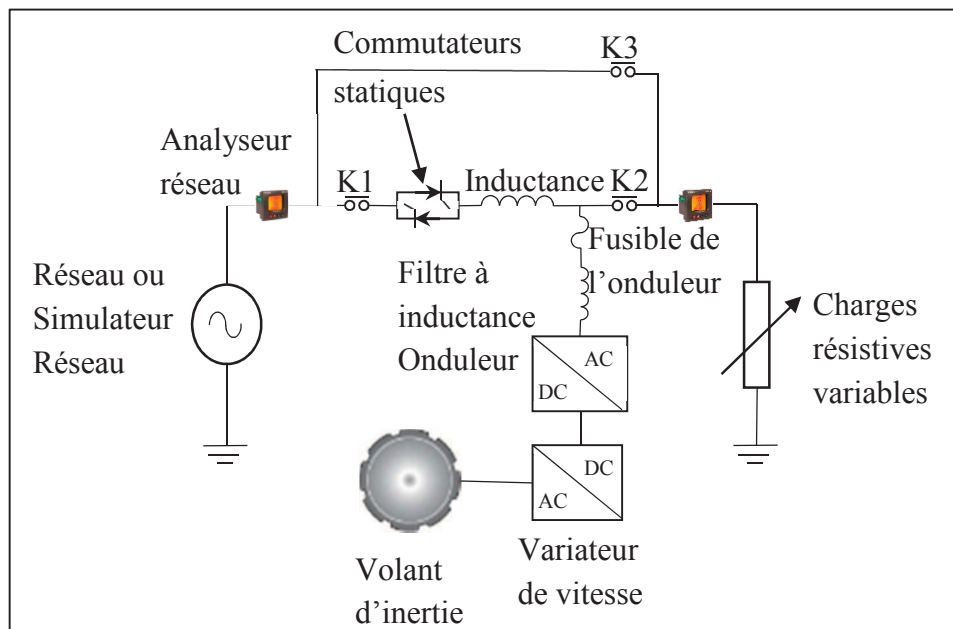 Commutateurs
statiques
K3
Analyseur
réseau
K1
Inductance
K2
Fusible de
l'onduleur
Filtre à
inductance
Onduleur
Réseau ou
Simulateur
Réseau
AC
DC
Charges
résistives
variables
DC
AC
Volant
d'inertie
Variateur
de vitesse